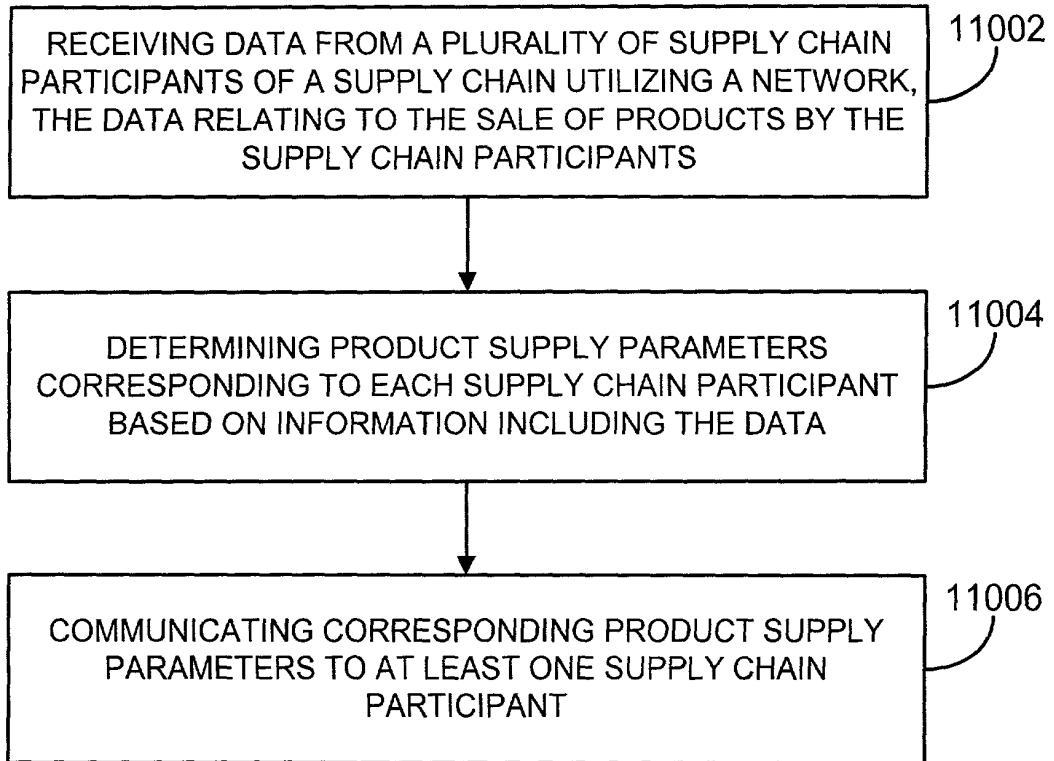 RECEIVING DATA FROM A PLURALITY OF SUPPLY CHAIN
PARTICIPANTS OF A SUPPLY CHAIN UTILIZING A NETWORK,
THE DATA RELATING TO THE SALE OF PRODUCTS BY THE
SUPPLY CHAIN PARTICIPANTS
11002
DETERMINING PRODUCT SUPPLY PARAMETERS
CORRESPONDING TO EACH SUPPLY CHAIN PARTICIPANT
BASED ON INFORMATION INCLUDING THE DATA
11004
COMMUNICATING CORRESPONDING PRODUCT SUPPLY
PARAMETERS TO AT LEAST ONE SUPPLY CHAIN
PARTICIPANT
11006